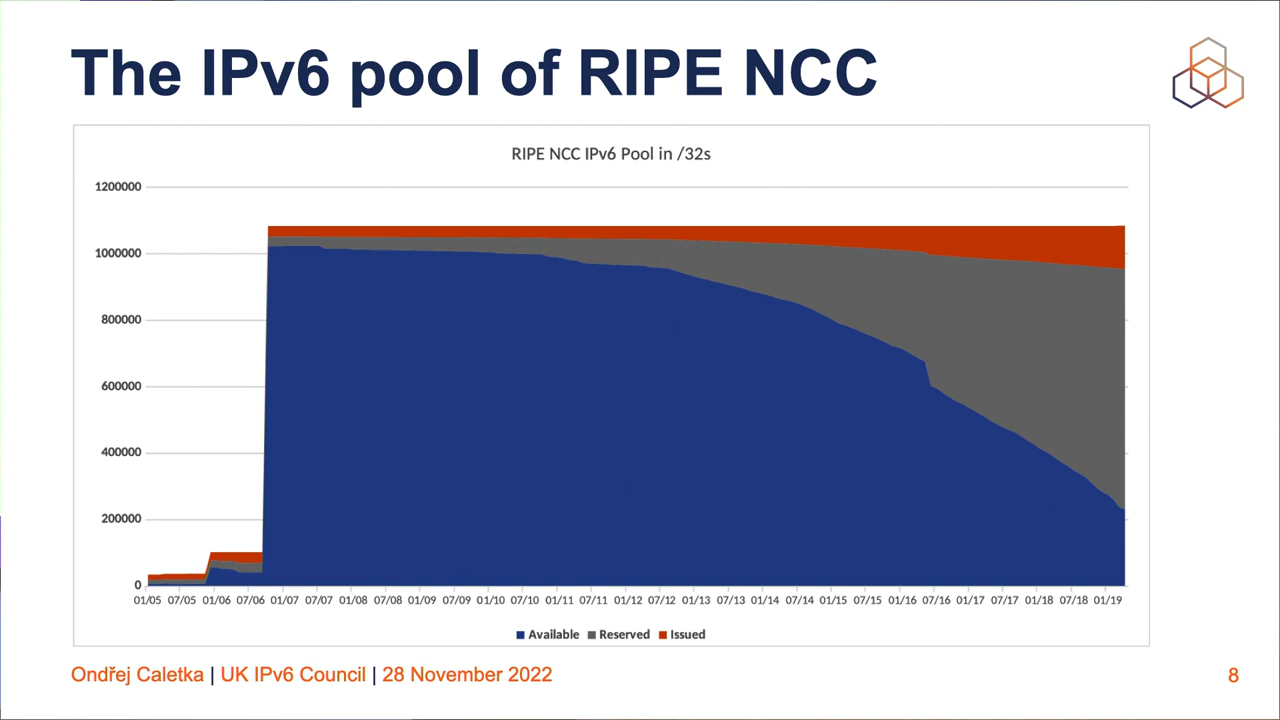 The IPv6 pool of RIPE NCC
RIPE NCC IPv6 Pool in /32s
1200000
1000000
800000
600000
400000
200000
0
01/05 07/05 01/06 07/06 01/07 07/07 01/08 07/08 01/09 07/09 01/10 07/10 01/11 07/11 01/12 07/12 01/13 07/13 01/14 07/14 01/15 07/15 01/16 07/16 01/17 07/17 01/18 07/18 01/19
Available Reserved Issued
Ondřej Caletka | UK IPv6 Council | 28 November 2022
8